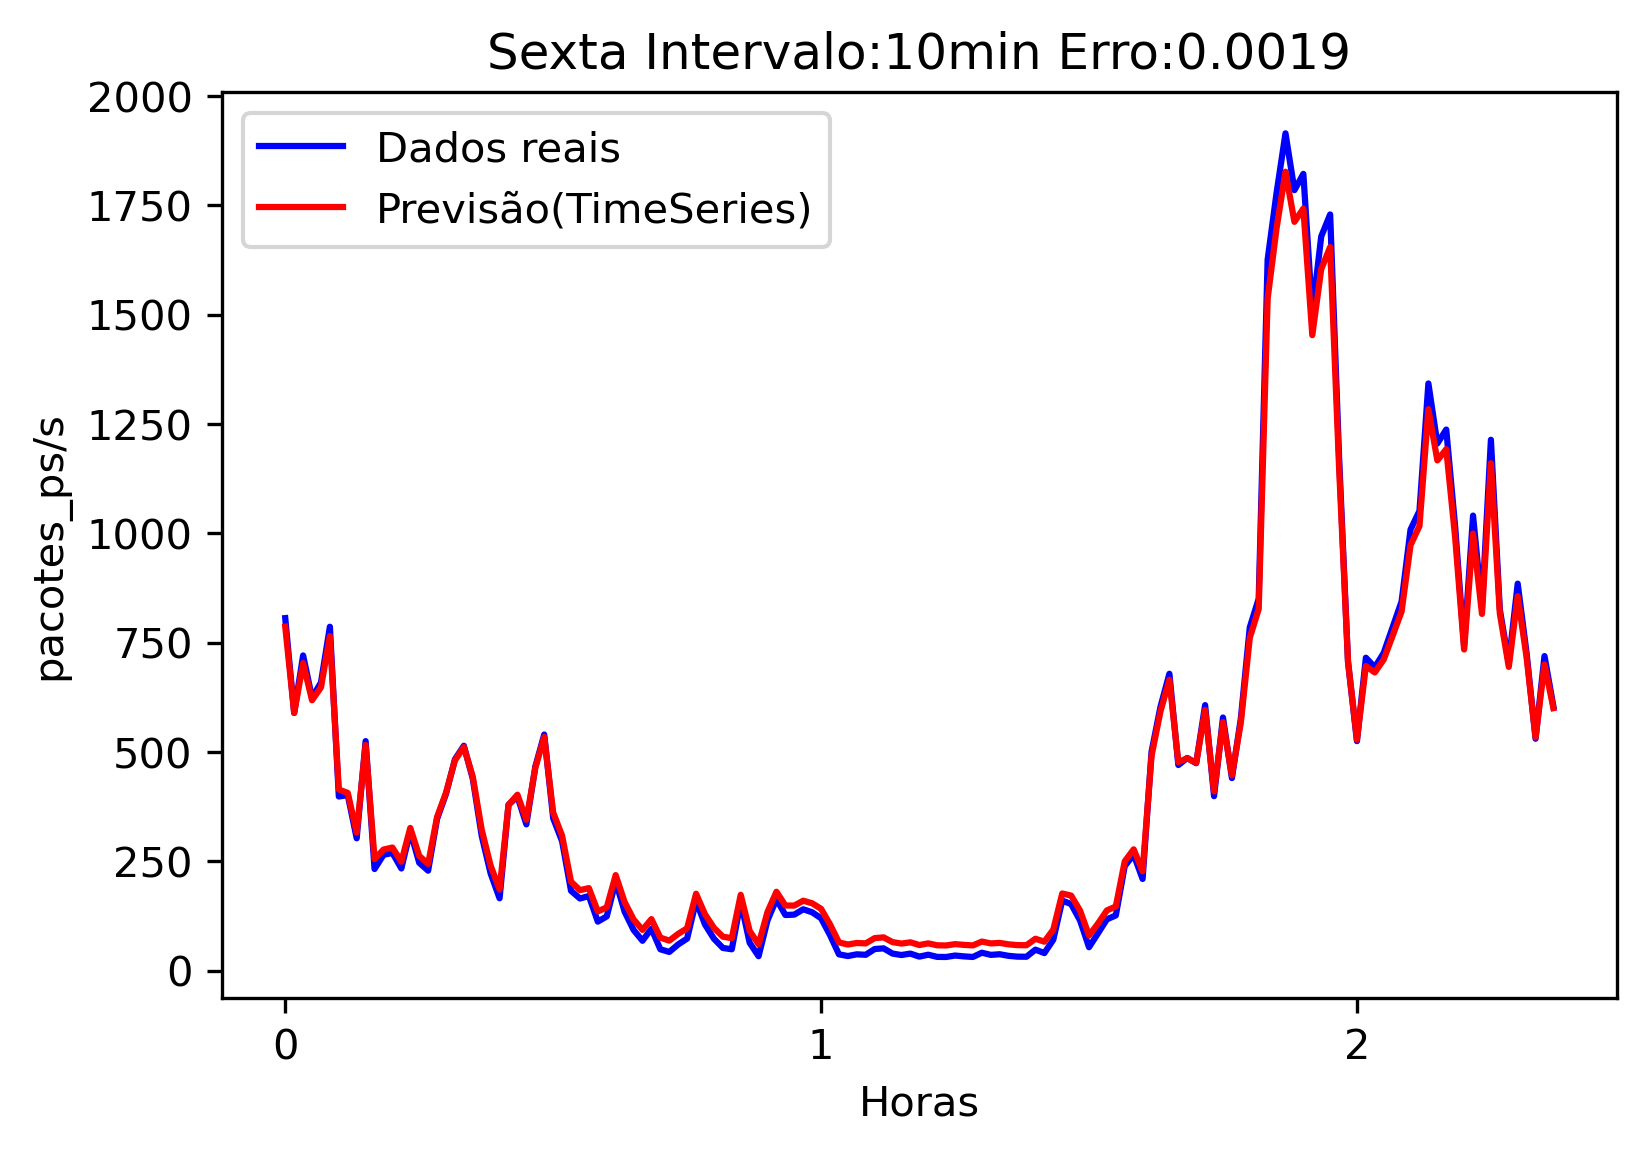 Sexta Intervalo:10min Erro:0.0019
2000
1750
1500
1250
1000
750
500
250
0
pacotes_ps/s
Dados reais
Previsão(TimeSeries)
0 1 2
Horas